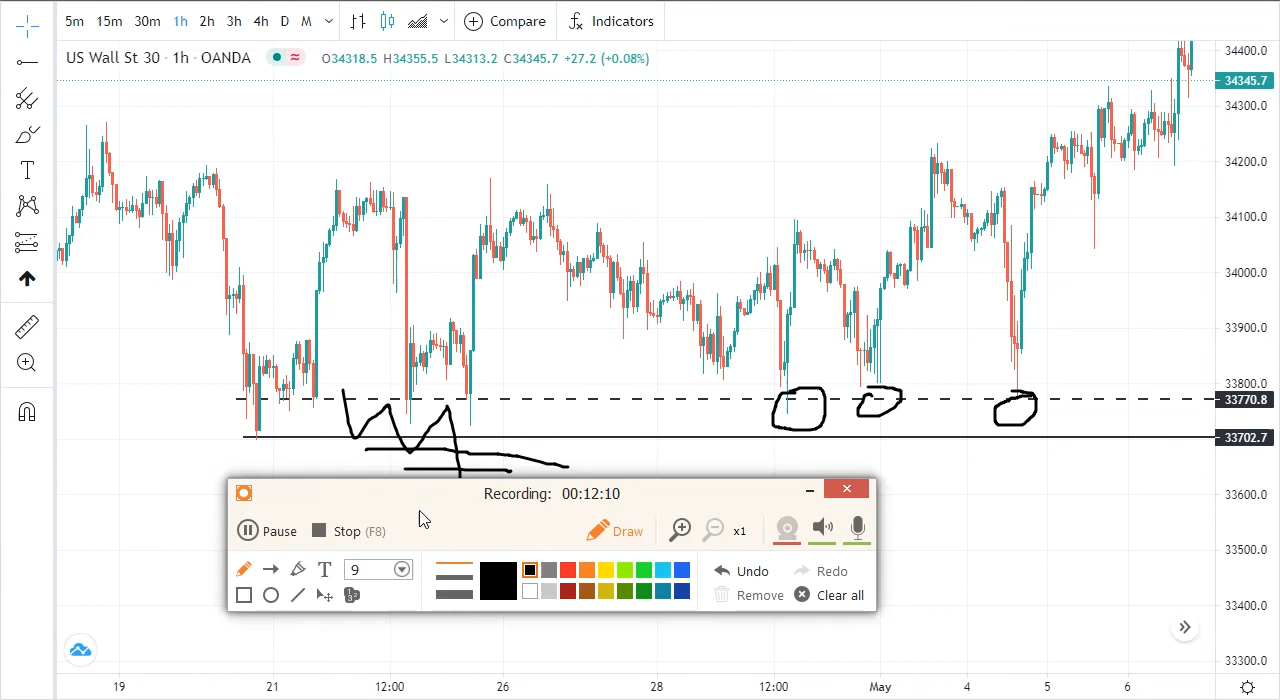 5m 15m 30m 1h 2h 3h 4h D M Compare Indicators
US Wall St 30 · 1h · OANDA O34318.5 H34355.5 L34313.2 C34345.7 +27.2 (+0.08%)
34400.0
34345.7
34300.0
34200.0
34100.0
34000.0
33900.0
33800.0
33770.8
33702.7
33600.0
33500.0
33400.0
33300.0
Recording: 00:12:10
Pause Stop (F8) Draw x1
T 9 Undo Redo
Remove Clear all
19 21 12:00 26 28 12:00 May 4 5 6